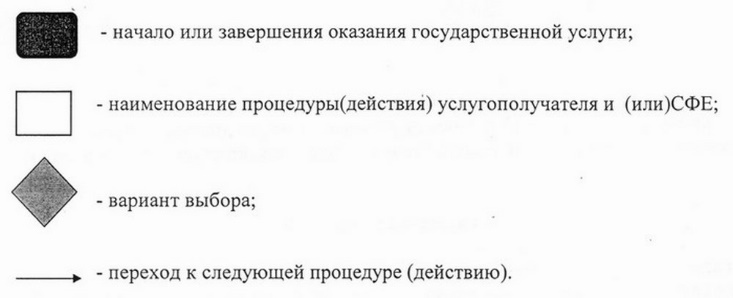 - начало или завершения оказания государственной услуги;
- наименование процедуры(действия) услугополучателя и (или)СФЕ;
- вариант выбора;
- переход к следующей процедуре (действию).